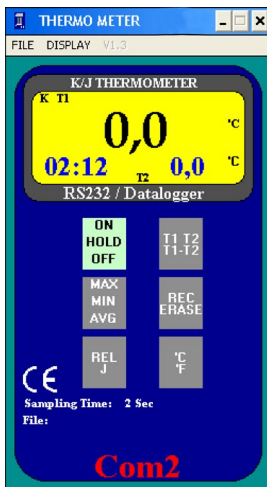 THERMO METER
FILE DISPLAY V1.3
K/J THERMOMETER
K T1
0,0 °C
02:12 T2 0,0 °C
RS232 / Datalogger
ON
HOLD
OFF
T1 T2
T1-T2
MAX
MIN
AVG
REC
ERASE
REL
J
°C
°F
CE
Sampling Time: 2 Sec
File:
Com2